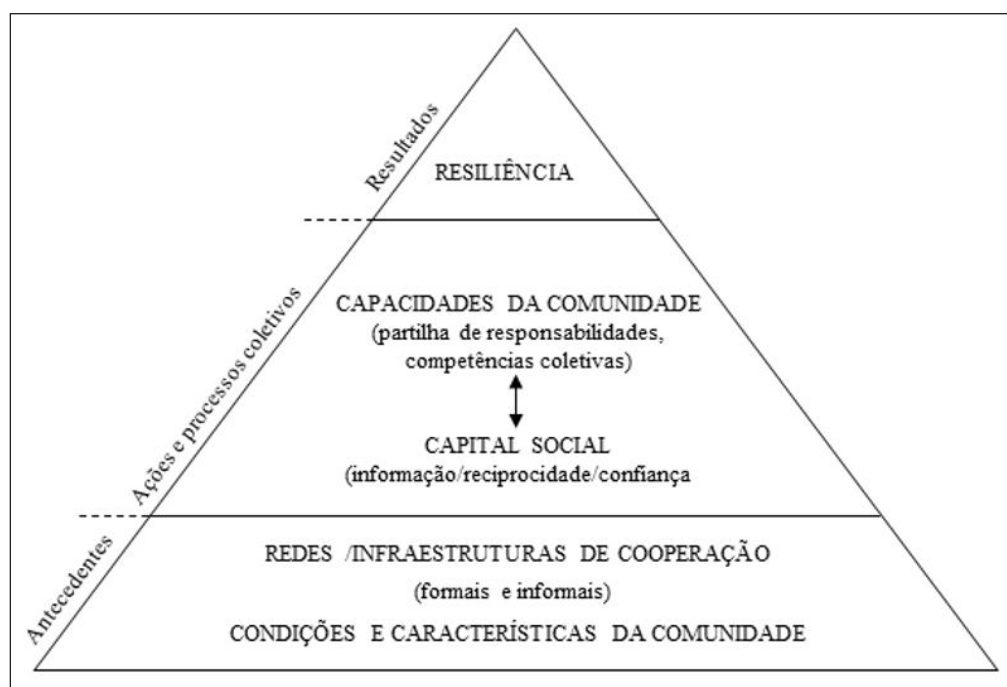 Resultados
RESILIÊNCIA
Ações e processos coletivos
CAPACIDADES DA COMUNIDADE
(partilha de responsabilidades,
competências coletivas)
CAPITAL SOCIAL
(informação/reciprocidade/confiança
Antecedentes
REDES /INFRAESTRUTURAS DE COOPERAÇÃO
(formais e informais)
CONDIÇÕES E CARACTERÍSTICAS DA COMUNIDADE